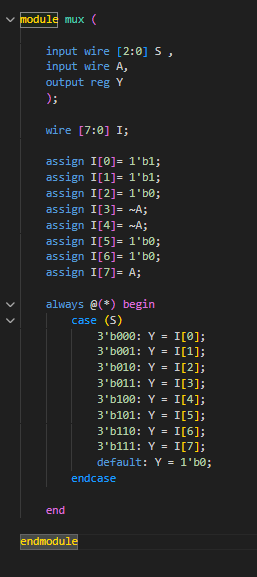 module mux (
input wire [2:0] S ,
input wire A,
output reg Y
);
wire [7:0] I;
assign I[0]= 1'b1;
assign I[1]= 1'b1;
assign I[2]= 1'b0;
assign I[3]= ~A;
assign I[4]= ~A;
assign I[5]= 1'b0;
assign I[6]= 1'b0;
assign I[7]= A;
always @(*) begin
case (S)
3'b000: Y = I[0];
3'b001: Y = I[1];
3'b010: Y = I[2];
3'b011: Y = I[3];
3'b100: Y = I[4];
3'b101: Y = I[5];
3'b110: Y = I[6];
3'b111: Y = I[7];
default: Y = 1'b0;
endcase
end
endmodule